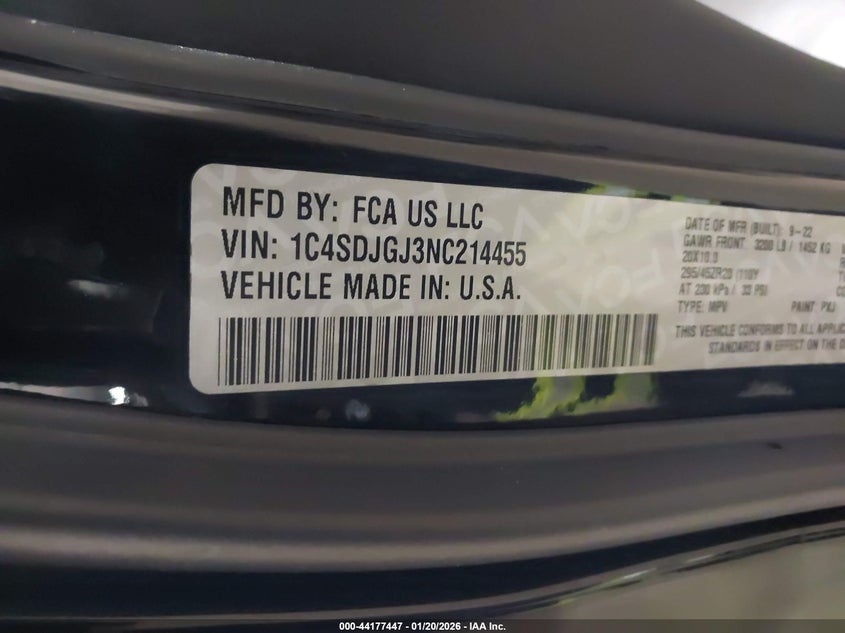 MFD BY: FCA US LLC
VIN: 1C4SDJGJ3NC214455
VEHICLE MADE IN: U.S.A.
DATE OF MFR (BUILT) 9-22
GAWR FRONT 3200 LB / 1452 KG
20X10.0
295/45ZR20 (110Y
AT 230 kPa / 33 PSI
TYPE: MPV PAINT PXJ
THIS VEHICLE CONFORMS TO ALL APPLIC
STANDARDS IN EFFECT ON THE D
000-44177447 - 01/20/2026 - IAA Inc.